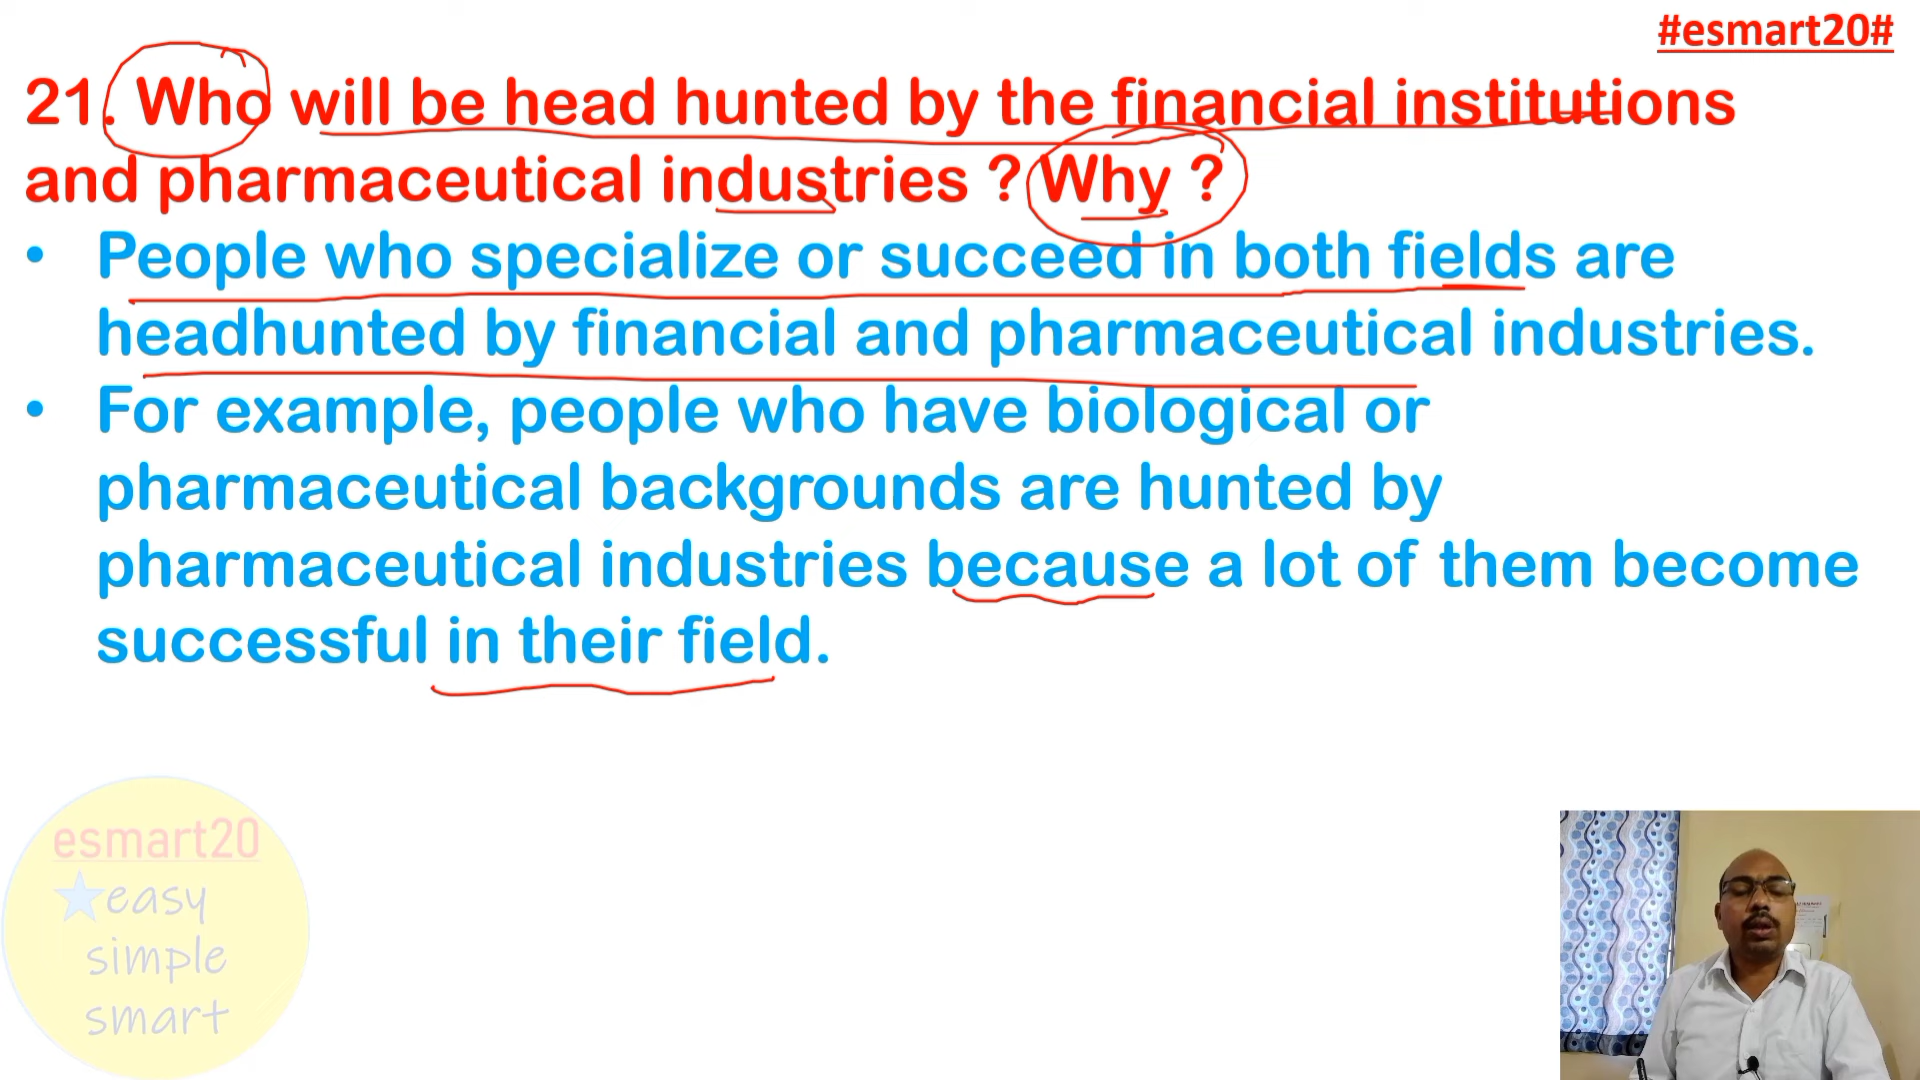 #esmart20#
21. Who will be head hunted by the financial institutions
and pharmaceutical industries ? Why ?
• People who specialize or succeed in both fields are
headhunted by financial and pharmaceutical industries.
• For example, people who have biological or
pharmaceutical backgrounds are hunted by
pharmaceutical industries because a lot of them become
successful in their field.
esmart20
easy
simple
smart